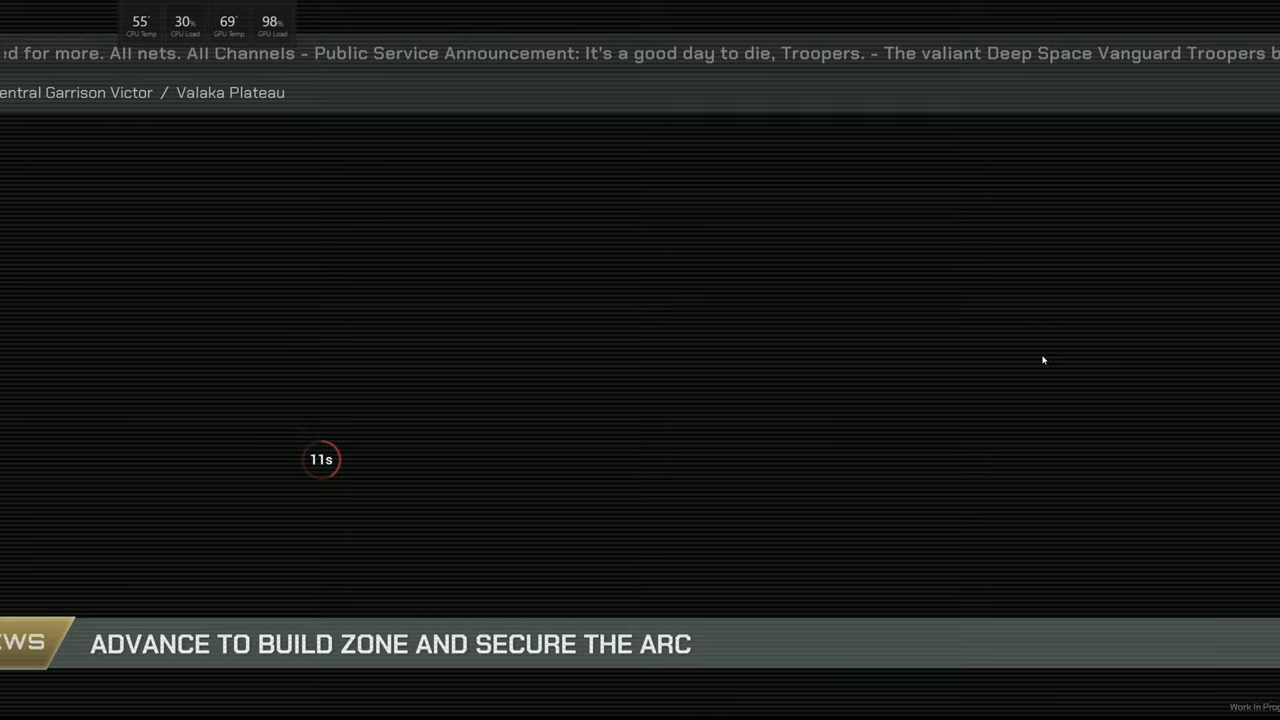 55° 30% 69° 98%
CPU Temp CPU Load GPU Temp GPU Load
ed for more. All nets. All Channels - Public Service Announcement: It's a good day to die, Troopers. - The valiant Deep Space Vanguard Troopers b
entral Garrison Victor / Valaka Plateau
11s
EWS ADVANCE TO BUILD ZONE AND SECURE THE ARC
Work In Prog